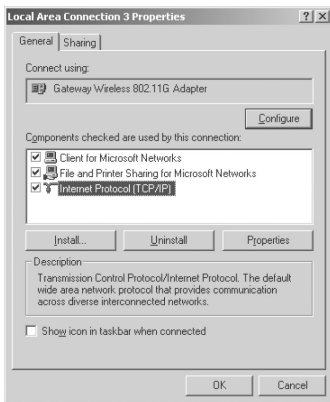 Local Area Connection 3 Properties
General Sharing
Connect using:
Gateway Wireless 802.11G Adapter
Configure
Components checked are used by this connection:
Client for Microsoft Networks
File and Printer Sharing for Microsoft Networks
Internet Protocol (TCP/IP)
Install... Uninstall Properties
Description
Transmission Control Protocol/Internet Protocol. The default
wide area network protocol that provides communication
across diverse interconnected networks.
Show icon in taskbar when connected
OK Cancel